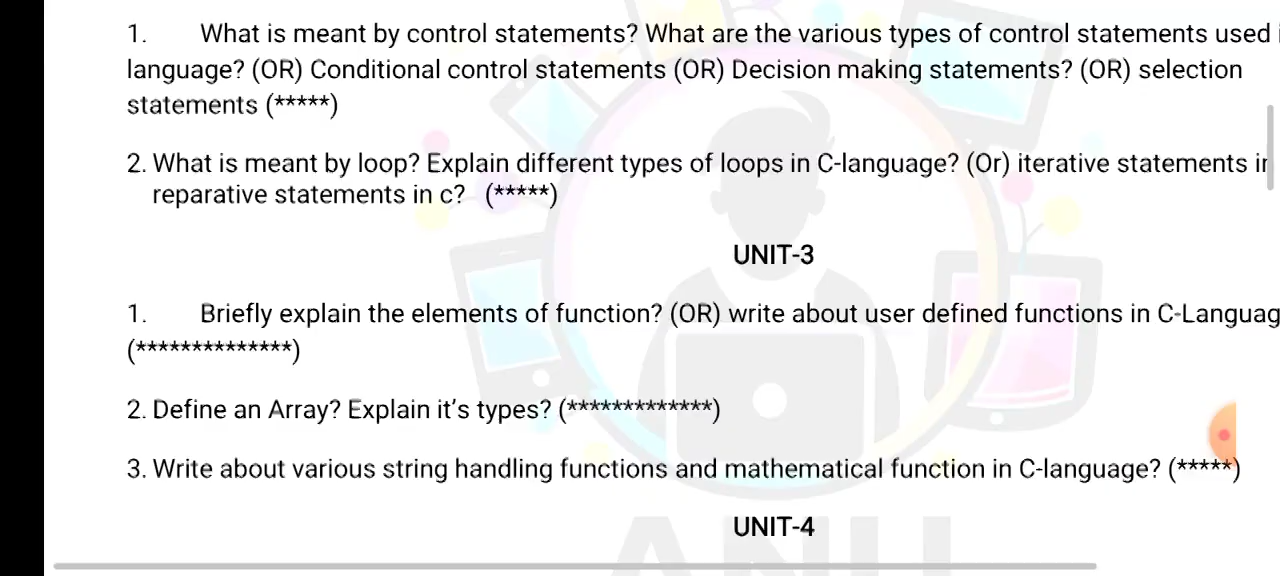 1. What is meant by control statements? What are the various types of control statements used
language? (OR) Conditional control statements (OR) Decision making statements? (OR) selection
statements (*****)
2. What is meant by loop? Explain different types of loops in C-language? (Or) iterative statements
reparative statements in c? (*****)
UNIT-3
1. Briefly explain the elements of function? (OR) write about user defined functions in C-Languag
(**************)
2. Define an Array? Explain it's types? (*************)
3. Write about various string handling functions and mathematical function in C-language? (*****)
UNIT-4